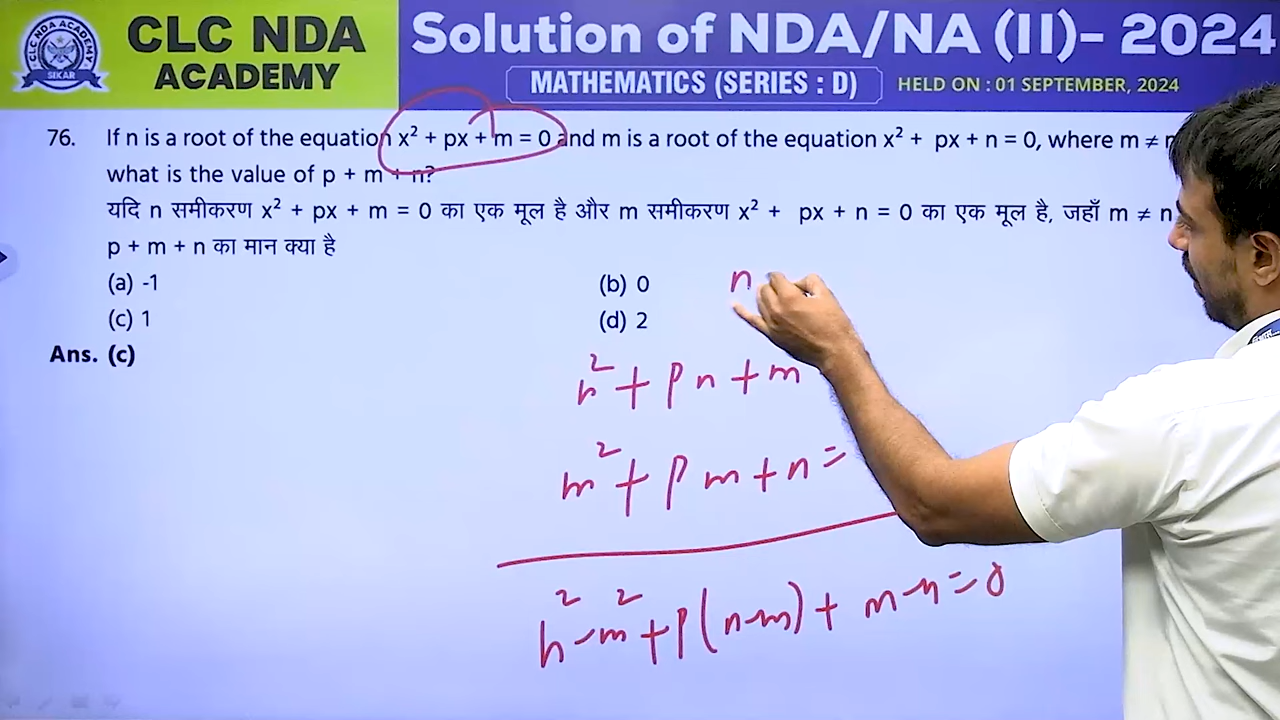 CLC NDA ACADEMY
SIKAR
CLC NDA
ACADEMY
Solution of NDA/NA (II)- 2024
MATHEMATICS (SERIES : D)
HELD ON : 01 SEPTEMBER, 2024
76. If n is a root of the equation x² + px + m = 0 and m is a root of the equation x² + px + n = 0, where m ≠ n
what is the value of p + m + n?
यदि n समीकरण x² + px + m = 0 का एक मूल है और m समीकरण x² + px + n = 0 का एक मूल है, जहाँ m ≠ n
p + m + n का मान क्या है
(a) -1 (b) 0
(c) 1 (d) 2
Ans. (c)
n
n² + pn + m
m² + pm + n =
n² - m² + p(n-m) + m-n = 0